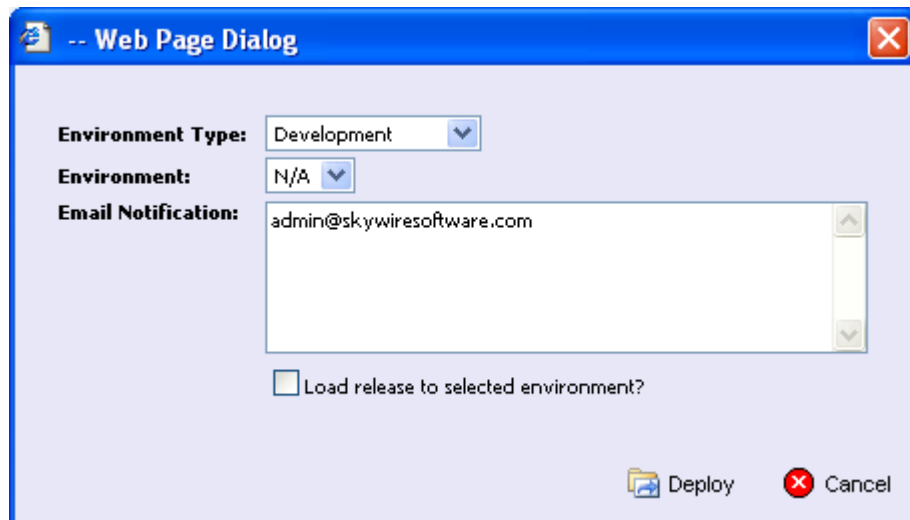 -- Web Page Dialog
Environment Type: Development
Environment: N/A
Email Notification: admin@skywiresoftware.com
Load release to selected environment?
Deploy Cancel